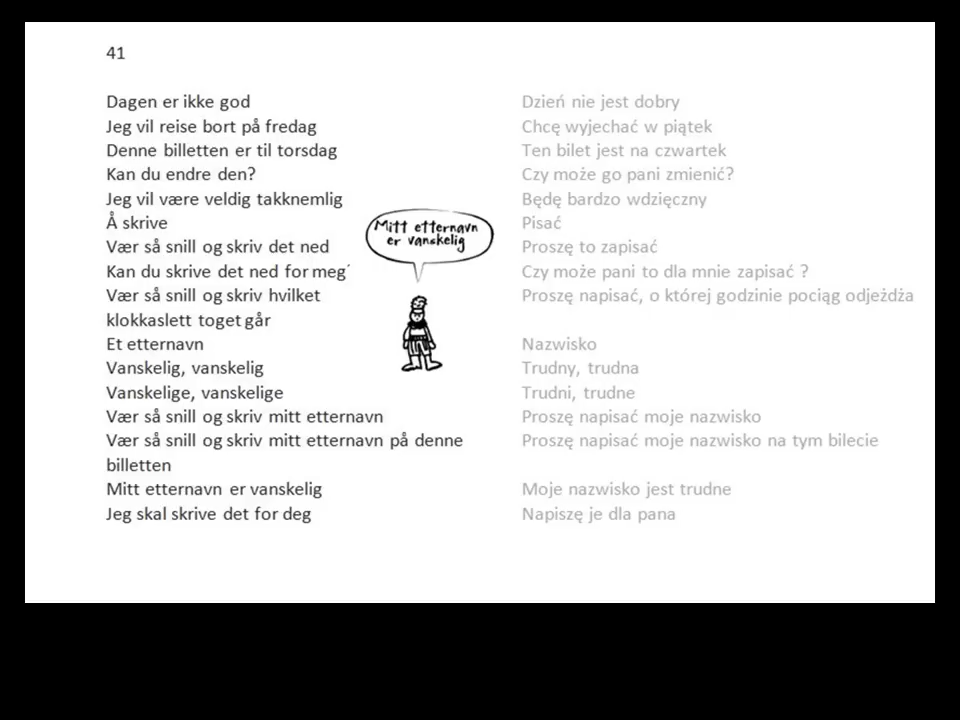 41
Dagen er ikke god
Jeg vil reise bort på fredag
Denne billetten er til torsdag
Kan du endre den?
Jeg vil være veldig takknemlig
Å skrive
Vær så snill og skriv det ned
Kan du skrive det ned for meg´
Vær så snill og skriv hvilket
klokkaslett toget går
Et etternavn
Vanskelig, vanskelig
Vanskelige, vanskelige
Vær så snill og skriv mitt etternavn
Vær så snill og skriv mitt etternavn på denne
billetten
Mitt etternavn er vanskelig
Jeg skal skrive det for deg
Mitt etternavn
er vanskelig
Dzień nie jest dobry
Chcę wyjechać w piątek
Ten bilet jest na czwartek
Czy może go pani zmienić?
Będę bardzo wdzięczny
Pisać
Proszę to zapisać
Czy może pani to dla mnie zapisać ?
Proszę napisać, o której godzinie pociąg odjeżdża
Nazwisko
Trudny, trudna
Trudni, trudne
Proszę napisać moje nazwisko
Proszę napisać moje nazwisko na tym bilecie
Moje nazwisko jest trudne
Napiszę je dla pana